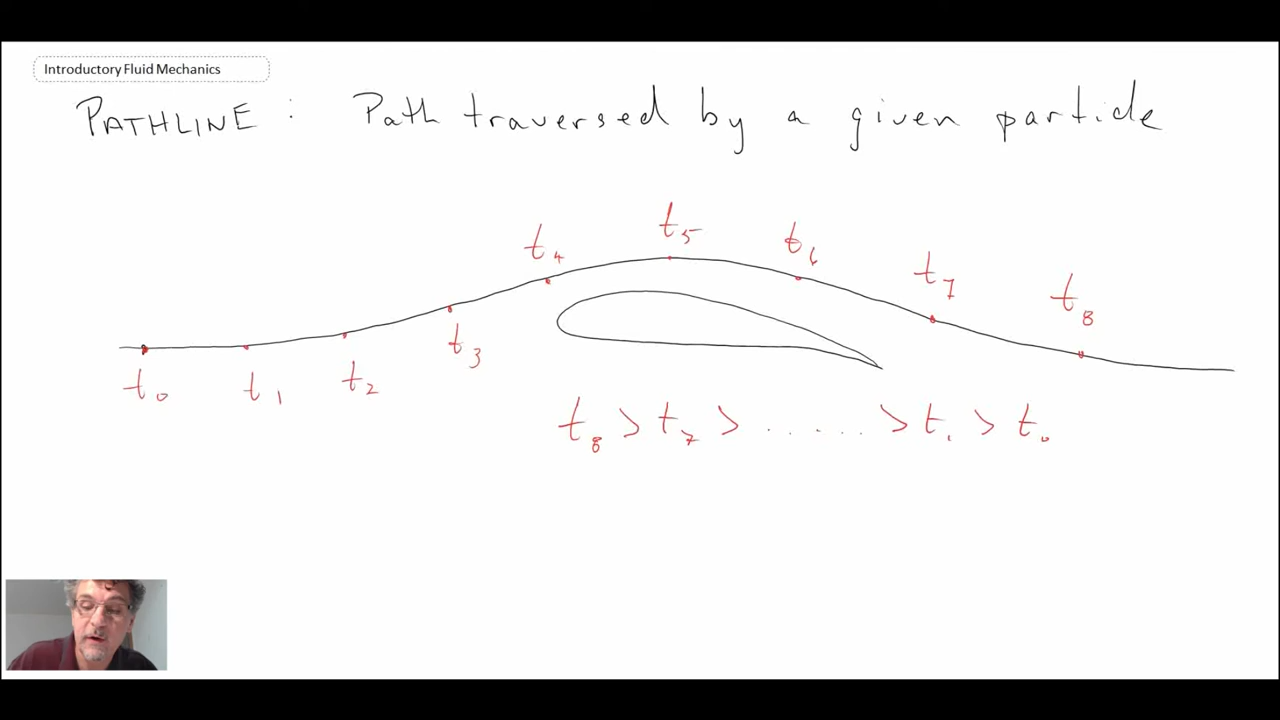 Introductory Fluid Mechanics
PATHLINE : Path traversed by a given particle
t₀ t₁ t₂ t₃ t₄ t₅ t₆ t₇ t₈
t₈ > t₇ > ...... > t₁ > t₀